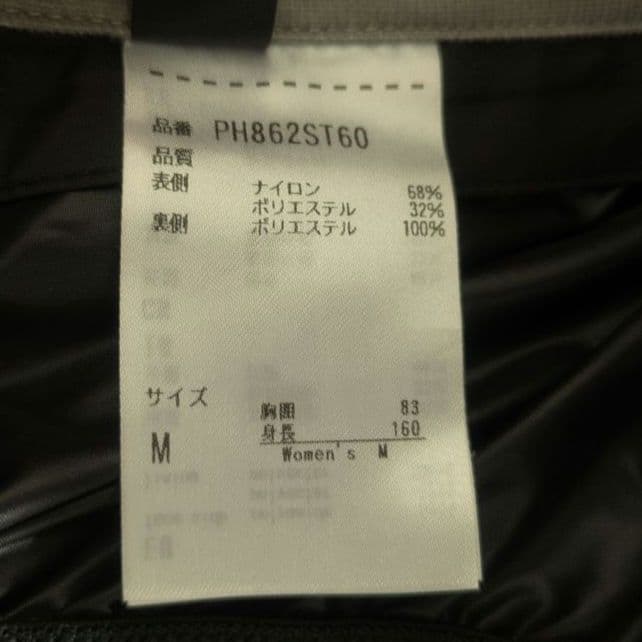 品番 PH862ST60
品質
表側 ナイロン 68%
ポリエステル 32%
裏側 ポリエステル 100%
サイズ 胸囲 83
身長 160
M Women's M